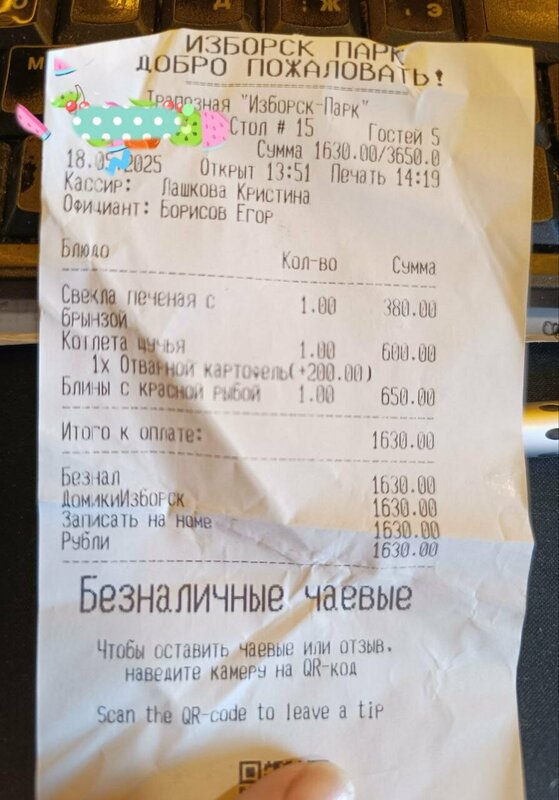 ИЗБОРСК ПАРК
ДОБРО ПОЖАЛОВАТЬ!
Трапезная "Изборск-Парк"
Стол # 15 Гостей 5
Сумма 1630.00/3650.0
18.05.2025 Открыт 13:51 Печать 14:19
Кассир: Лашкова Кристина
Официант: Борисов Егор
Блюдо Кол-во Сумма
Свекла печеная с 1.00 380.00
брынзой
Котлета щучья 1.00 600.00
1x Отварной картофель(+200.00)
Блины с красной рыбой 1.00 650.00
Итого к оплате: 1630.00
Безнал 1630.00
ДомикиИзборск 1630.00
Записать на номе 1630.00
Рубли 1630.00
Безналичные чаевые
Чтобы оставить чаевые или отзыв,
наведите камеру на QR-код
Scan the QR-code to leave a tip